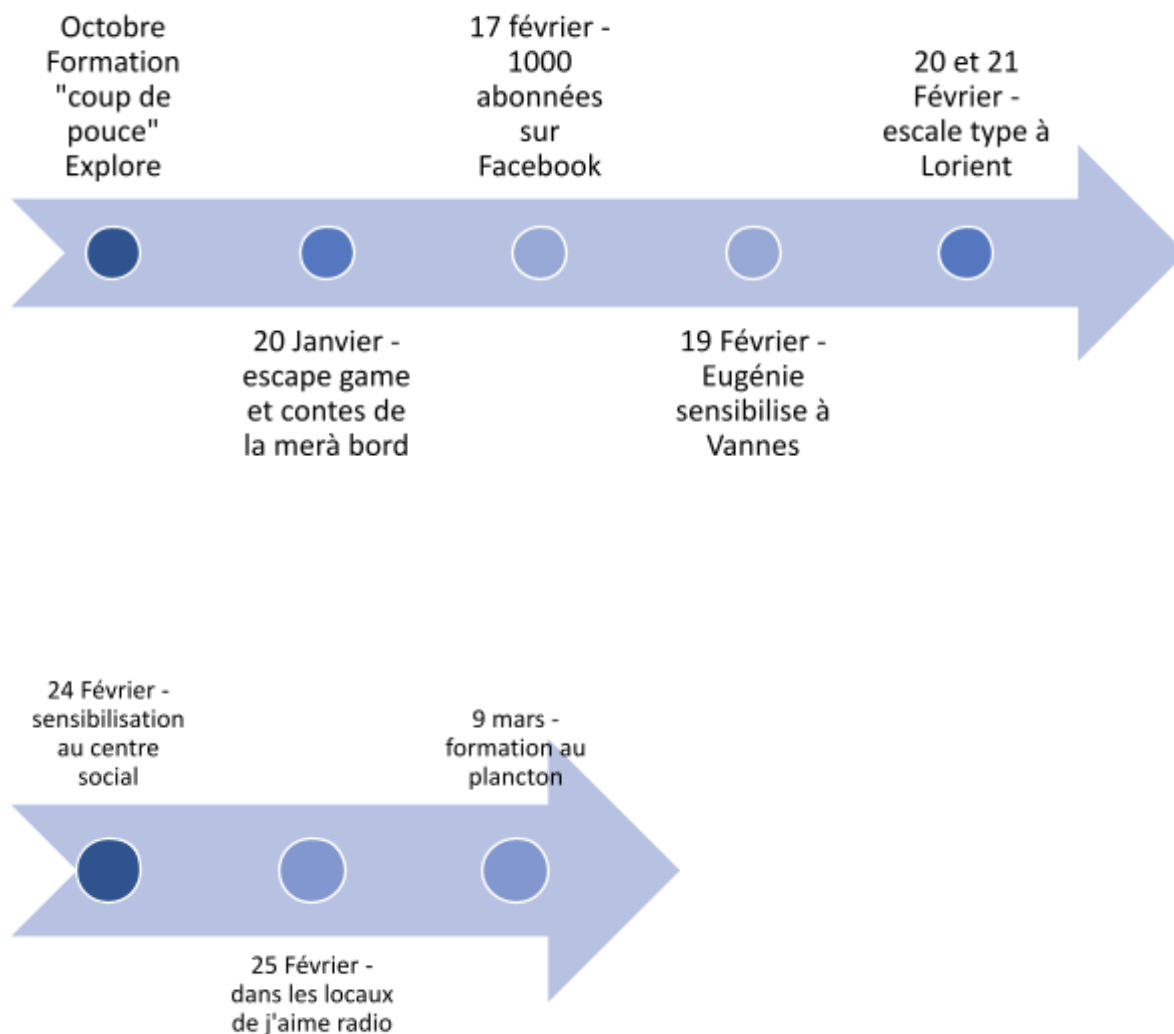 Octobre
Formation
"coup de
pouce"
Explore
20 Janvier -
escape game
et contes de
la merà bord
17 février -
1000
abonnées
sur
Facebook
19 Février -
Eugénie
sensibilise à
Vannes
20 et 21
Février -
escale type à
Lorient
24 Février -
sensibilisation
au centre
social
25 Février -
dans les locaux
de j'aime radio
9 mars -
formation au
plancton